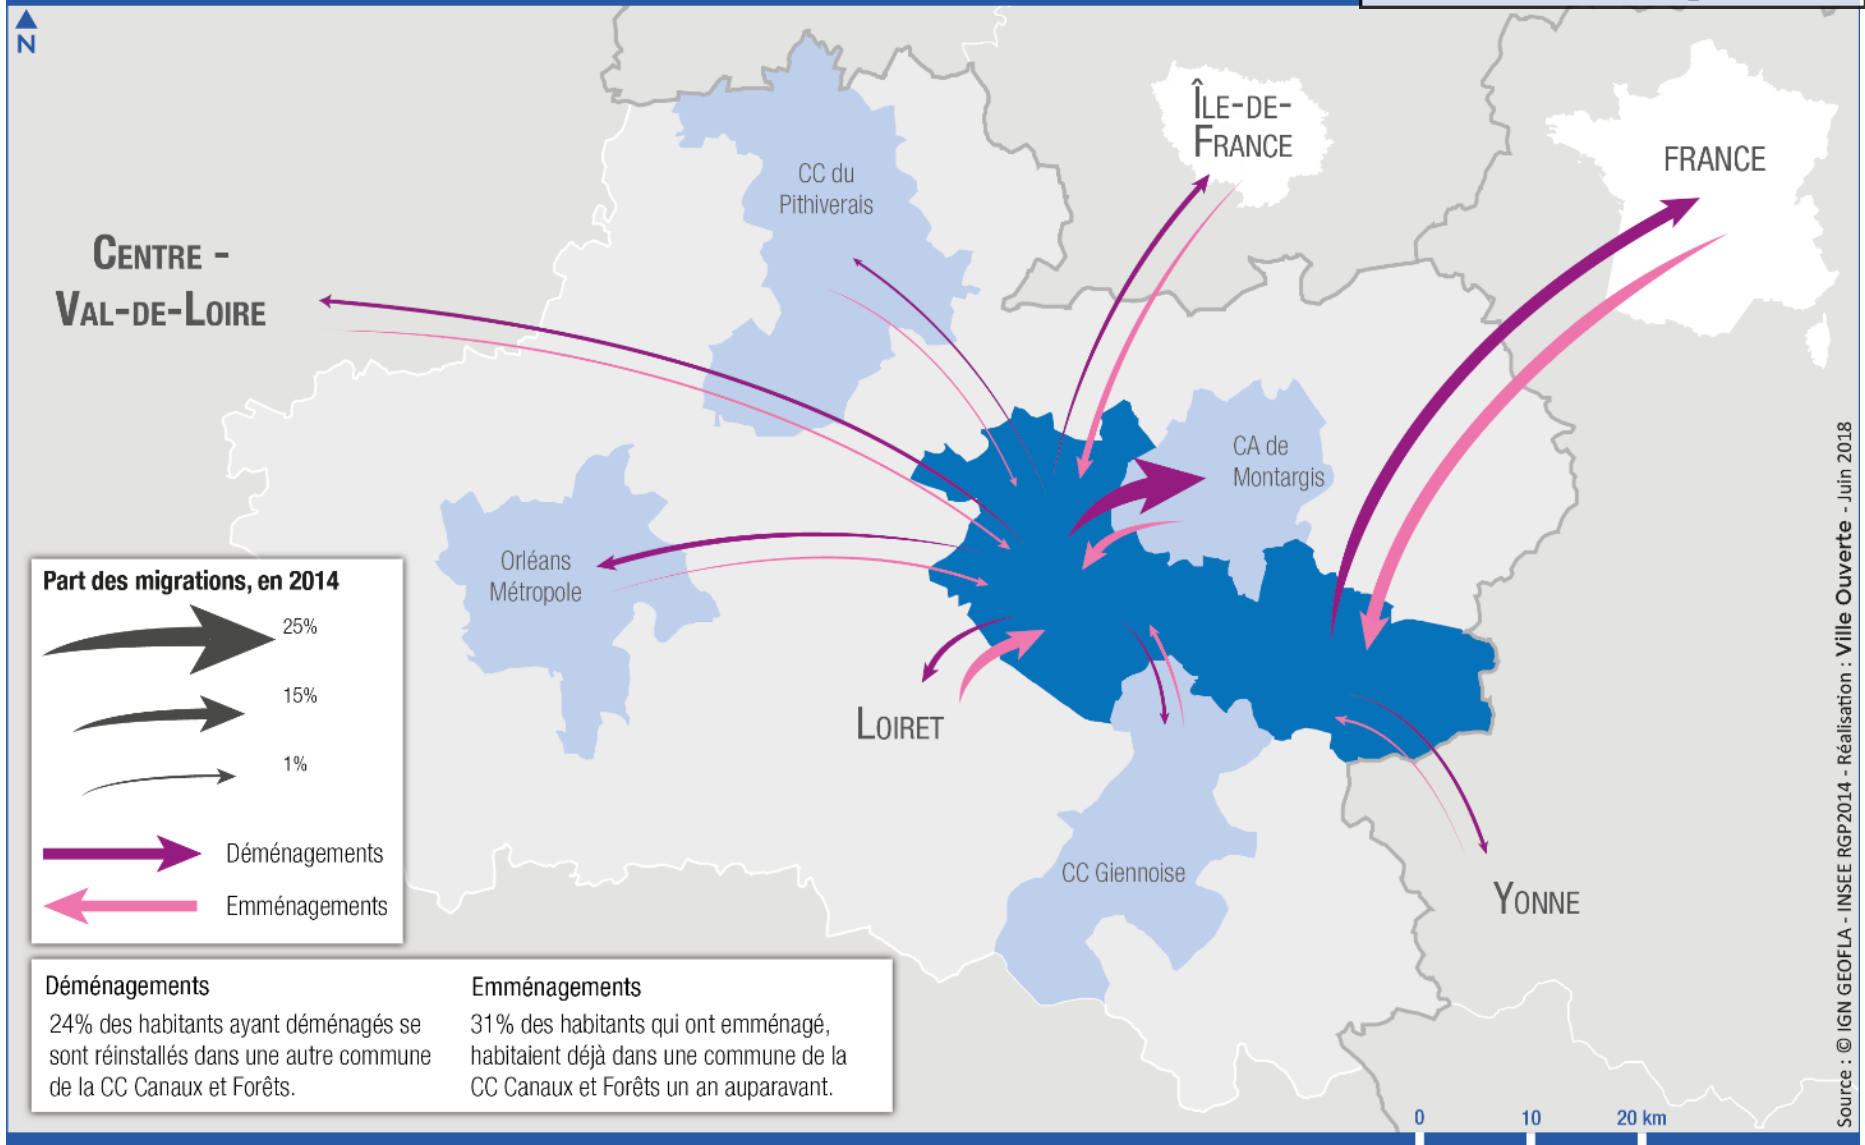 N
ÎLE-DE-
FRANCE
FRANCE
CC du
Pithiverais
CENTRE -
VAL-DE-LOIRE
CA de
Montargis
Orléans
Métropole
LOIRET
CC Giennoise
YONNE
Part des migrations, en 2014
25%
15%
1%
Déménagements
Emménagements
Déménagements
24% des habitants ayant déménagés se
sont réinstallés dans une autre commune
de la CC Canaux et Forêts.
Emménagements
31% des habitants qui ont emménagé,
habitaient déjà dans une commune de la
CC Canaux et Forêts un an auparavant.
0 10 20 km
Source : © IGN GEOFLA - INSEE RGP2014 - Réalisation : Ville Ouverte - Juin 2018